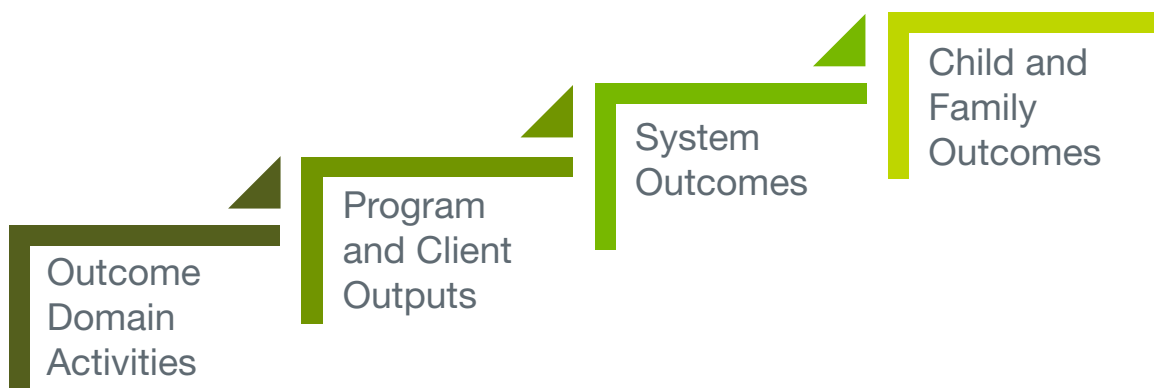 Outcome
Domain
Activities
Program
and Client
Outputs
System
Outcomes
Child and
Family
Outcomes